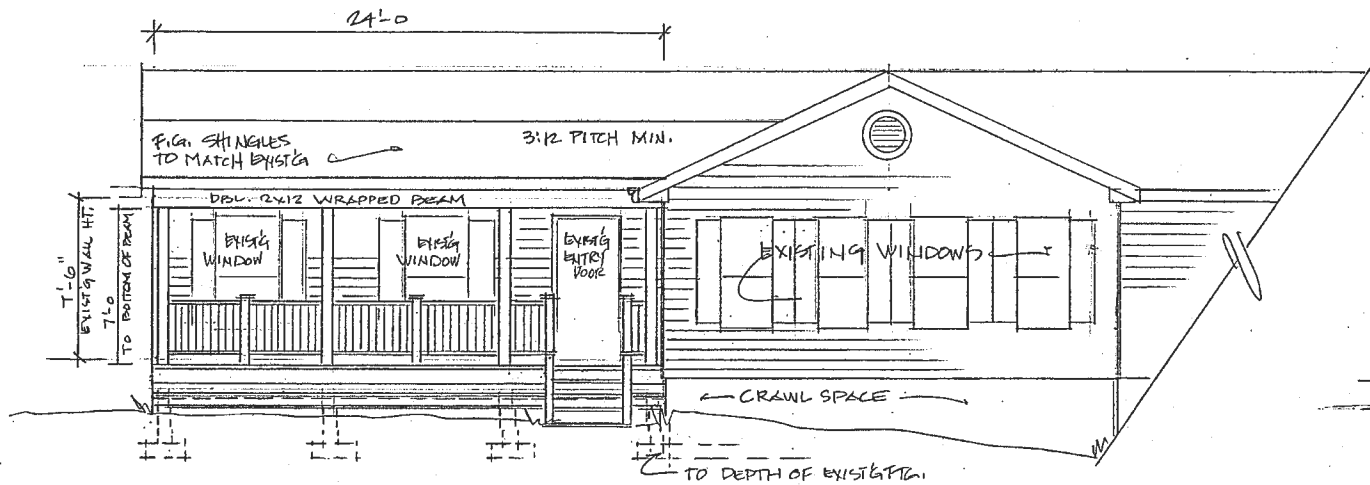 24'-0
F.G. SHINGLES
TO MATCH EXIST'G
3:12 PITCH MIN.
DBL. 2X12 WRAPPED BEAM
7'-6"
EXIST'G WALL HT.
7'-0
TO BOTTOM OF BEAM
EXIST'G
WINDOW
EXIST'G
WINDOW
EXIST'G
ENTRY
DOOR
EXISTING WINDOWS
CRAWL SPACE
TO DEPTH OF EXIST'G FTG.